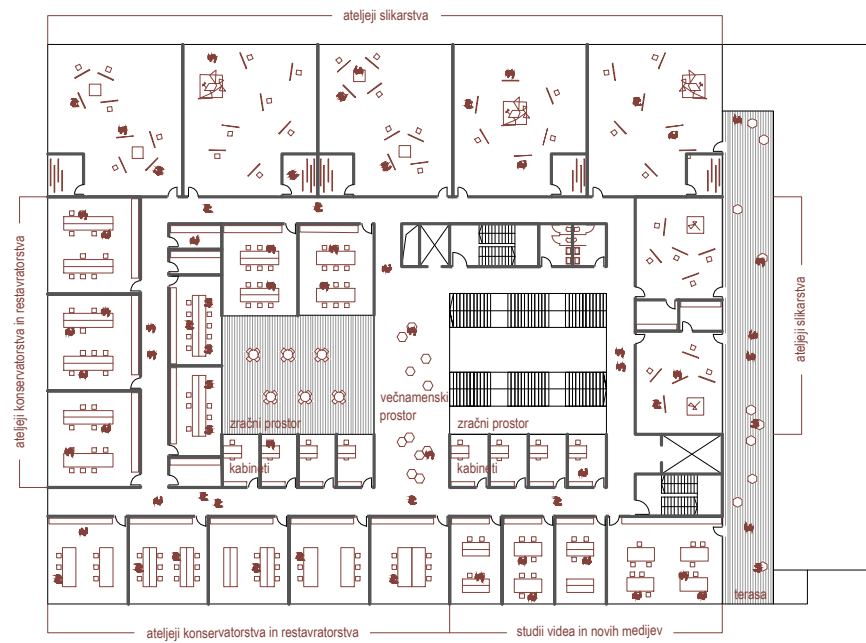 ateljeji slikarstva
ateljeji konservatorstva in restavratorstva
ateljeji slikarstva
večnamenski
prostor
zračni prostor
zračni prostor
kabineti
kabineti
terasa
ateljeji konservatorstva in restavratorstva
studii videa in novih medijev